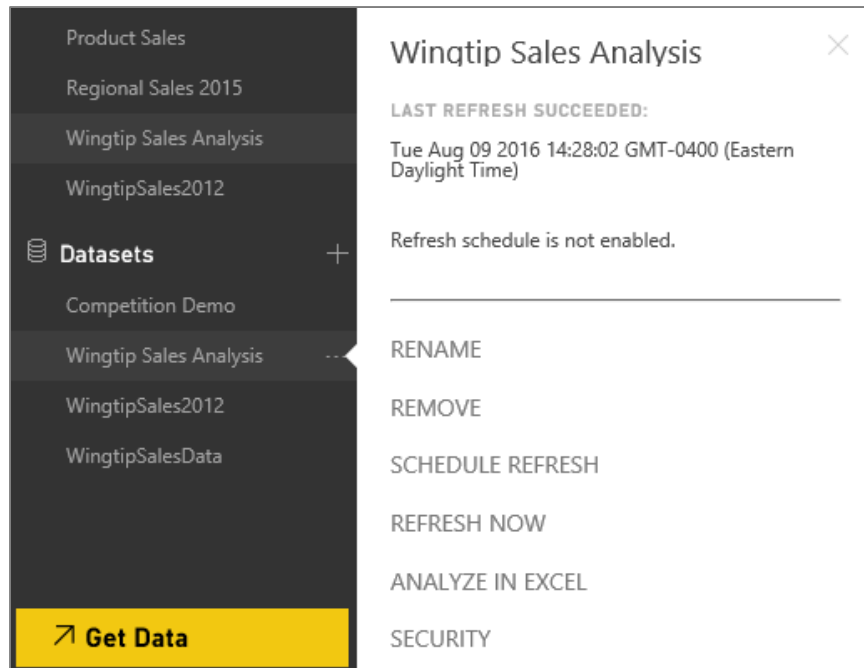 Product Sales
Regional Sales 2015
Wingtip Sales Analysis
WingtipSales2012
Datasets
Competition Demo
Wingtip Sales Analysis
WingtipSales2012
WingtipSalesData
Get Data
Wingtip Sales Analysis
LAST REFRESH SUCCEEDED:
Tue Aug 09 2016 14:28:02 GMT-0400 (Eastern
Daylight Time)
Refresh schedule is not enabled.
RENAME
REMOVE
SCHEDULE REFRESH
REFRESH NOW
ANALYZE IN EXCEL
SECURITY